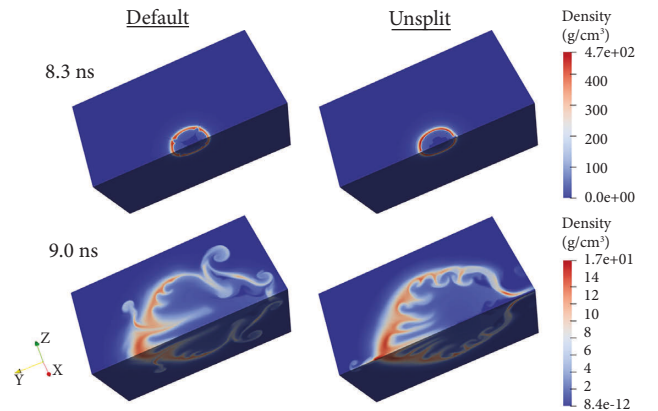 Default
Unsplit
Density
(g/cm³)
8.3 ns
4.7e+02
400
300
200
100
0.0e+00
9.0 ns
Density
(g/cm³)
1.7e+01
14
12
10
8
6
4
2
8.4e-12
Z
Y
X